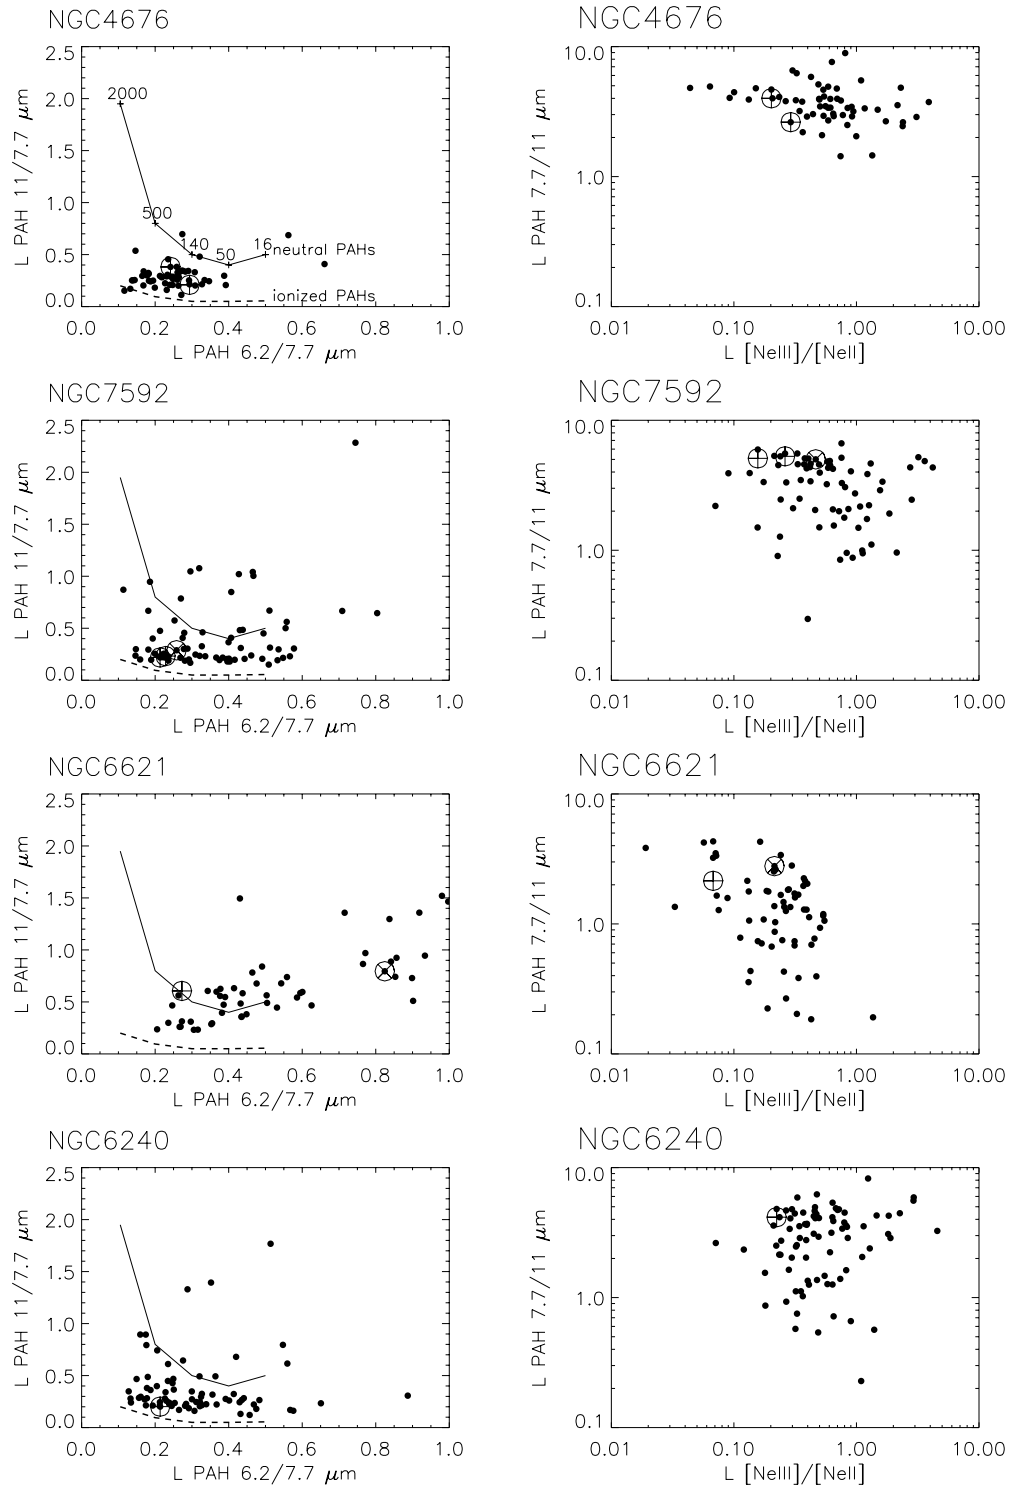 NGC4676
NGC4676
2.5
2.0
1.5
1.0
0.5
0.0
L PAH 11/7.7 μm
2000
500
140
50
16
neutral PAHs
ionized PAHs
0.0 0.2 0.4 0.6 0.8 1.0
L PAH 6.2/7.7 μm
10.0
1.0
0.1
L PAH 7.7/11 μm
0.01 0.10 1.00 10.00
L [NeIII]/[NeII]
NGC7592
NGC7592
2.5
2.0
1.5
1.0
0.5
0.0
L PAH 11/7.7 μm
0.0 0.2 0.4 0.6 0.8 1.0
L PAH 6.2/7.7 μm
10.0
1.0
0.1
L PAH 7.7/11 μm
0.01 0.10 1.00 10.00
L [NeIII]/[NeII]
NGC6621
NGC6621
2.5
2.0
1.5
1.0
0.5
0.0
L PAH 11/7.7 μm
0.0 0.2 0.4 0.6 0.8 1.0
L PAH 6.2/7.7 μm
10.0
1.0
0.1
L PAH 7.7/11 μm
0.01 0.10 1.00 10.00
L [NeIII]/[NeII]
NGC6240
NGC6240
2.5
2.0
1.5
1.0
0.5
0.0
L PAH 11/7.7 μm
0.0 0.2 0.4 0.6 0.8 1.0
L PAH 6.2/7.7 μm
10.0
1.0
0.1
L PAH 7.7/11 μm
0.01 0.10 1.00 10.00
L [NeIII]/[NeII]